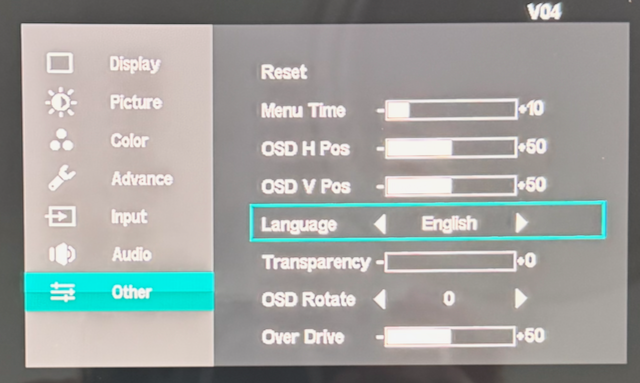 V04
Display
Picture
Color
Advance
Input
Audio
Other
Reset
Menu Time - +10
OSD H Pos - +50
OSD V Pos - +50
Language English
Transparency - +0
OSD Rotate 0
Over Drive - +50